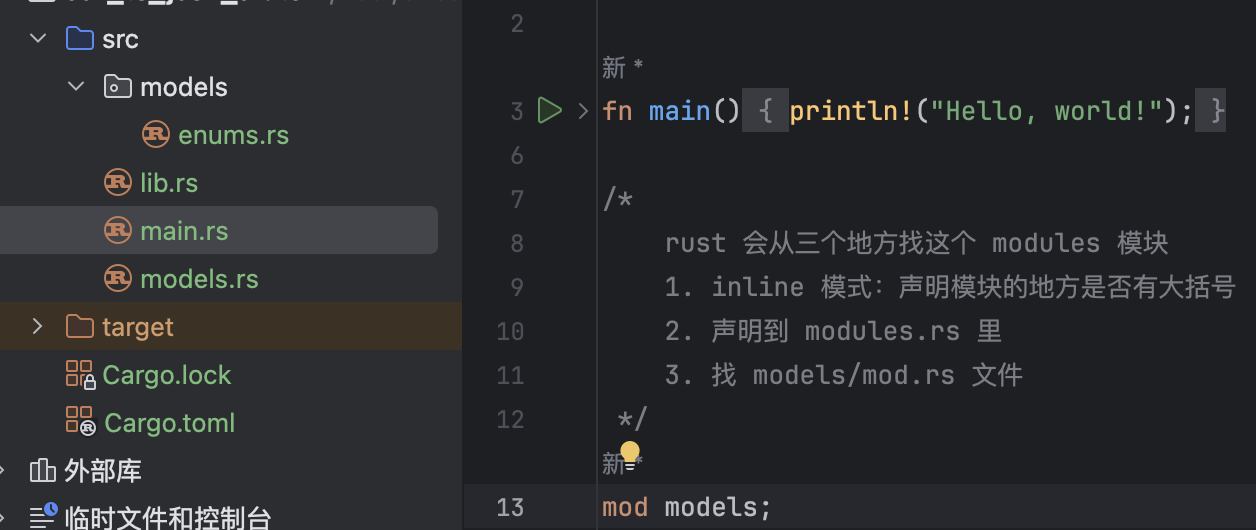 src
models
enums.rs
lib.rs
main.rs
models.rs
target
Cargo.lock
Cargo.toml
外部库
临时文件和控制台
2
新 *
3 fn main() { println!("Hello, world!"); }
6
7 /*
8 rust 会从三个地方找这个 modules 模块
9 1. inline 模式：声明模块的地方是否有大括号
10 2. 声明到 modules.rs 里
11 3. 找 models/mod.rs 文件
12 */
新 *
13 mod models;